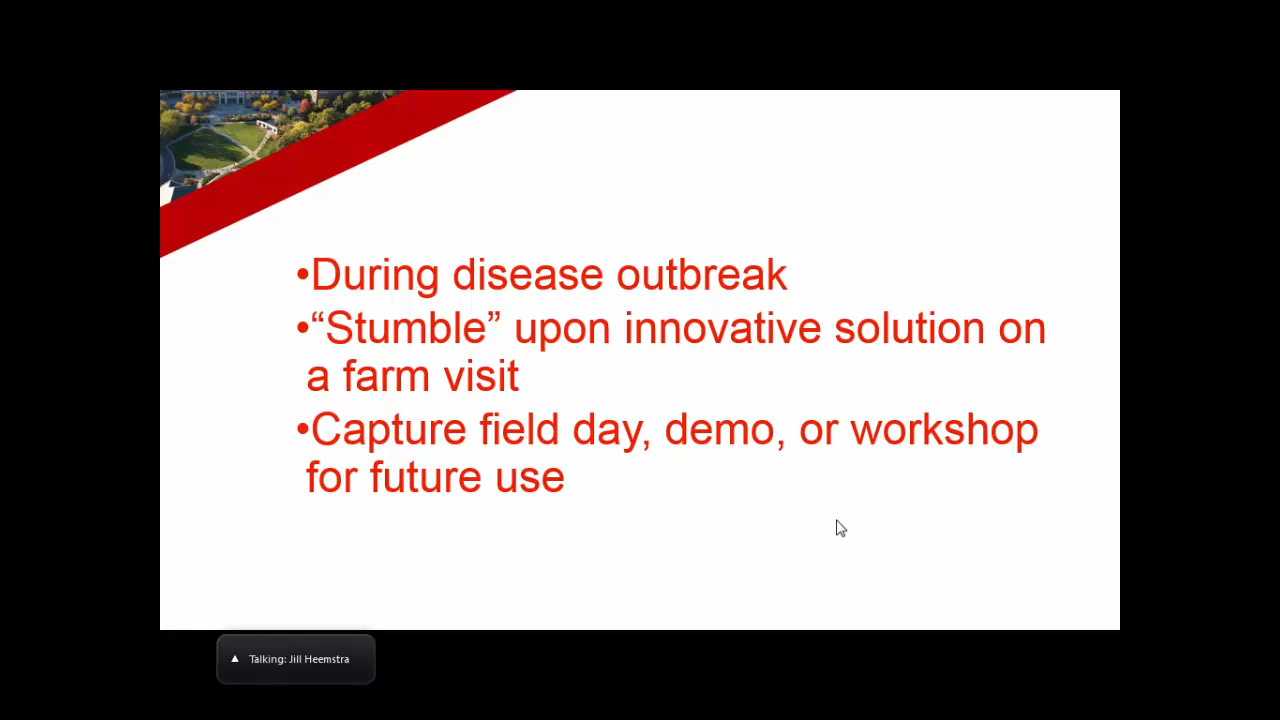 •During disease outbreak
•“Stumble” upon innovative solution on
a farm visit
•Capture field day, demo, or workshop
for future use
Talking: Jill Heemstra